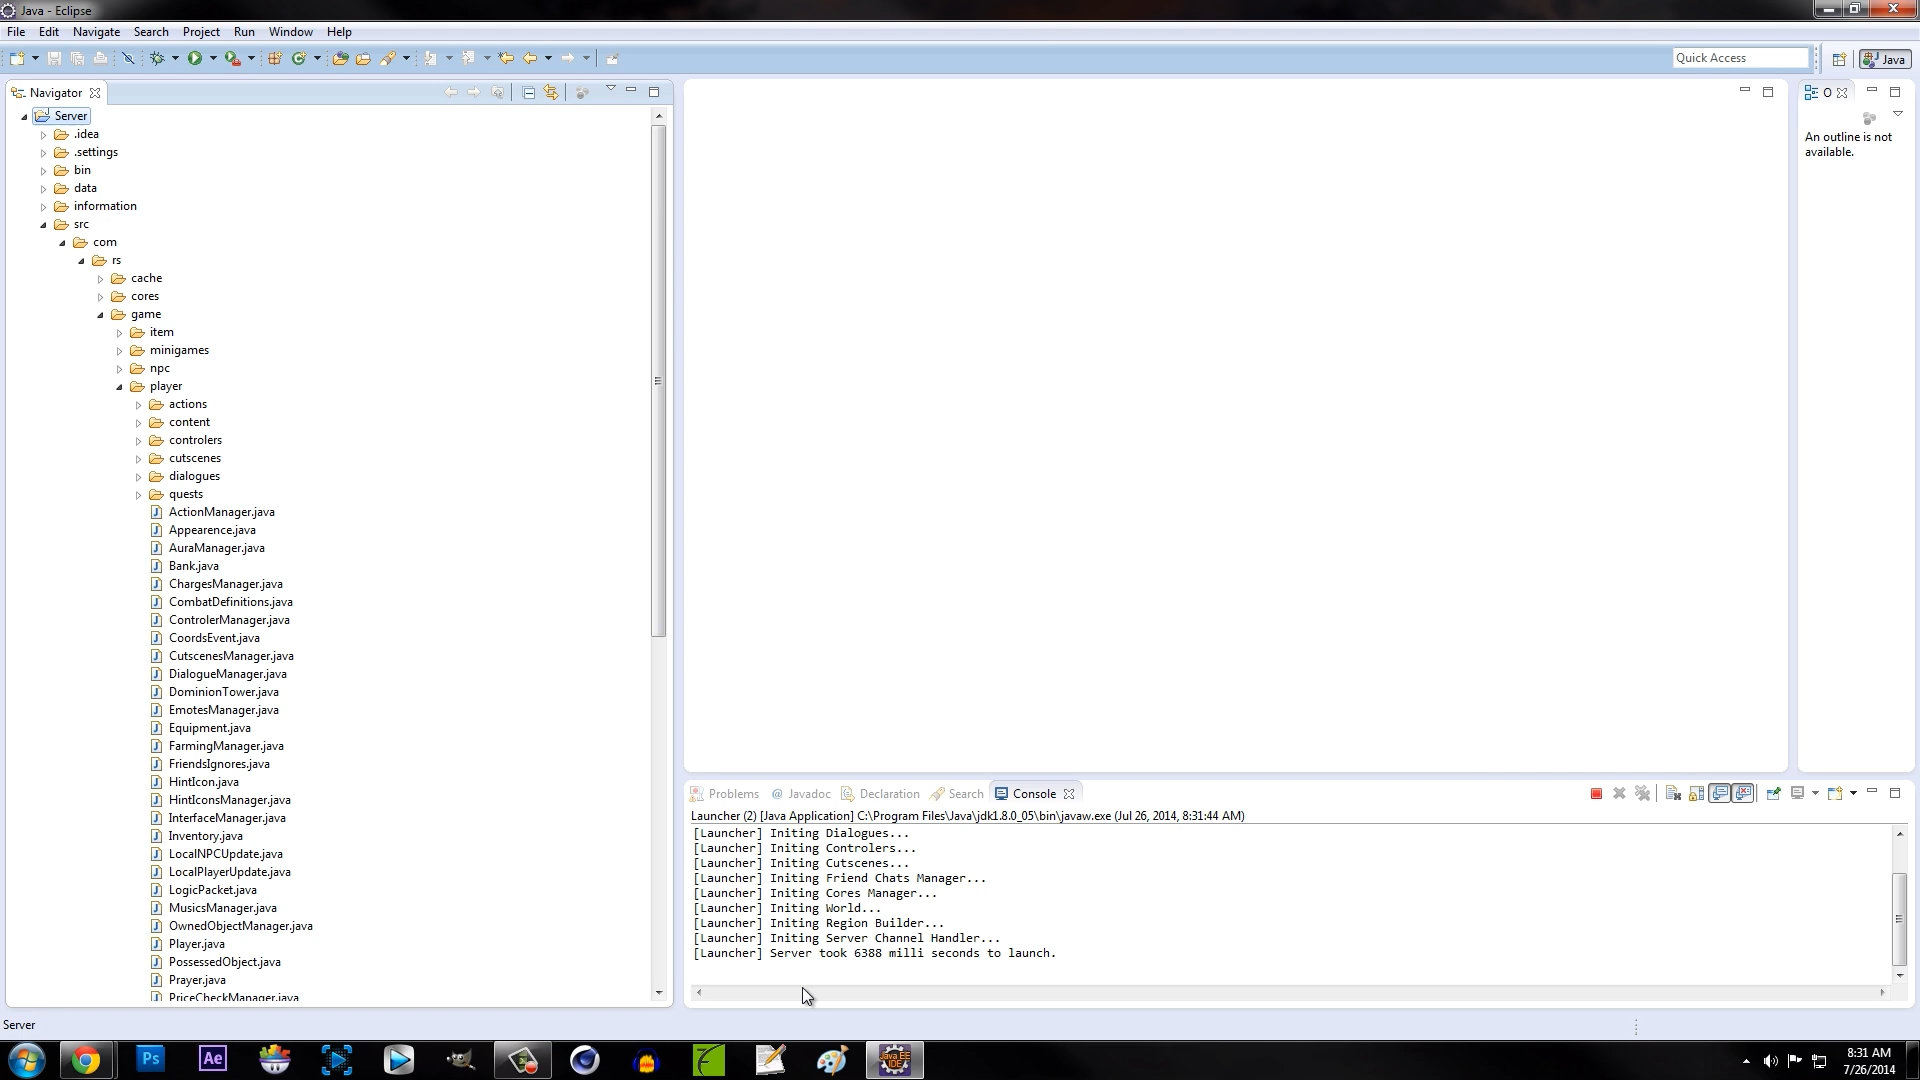 Java - Eclipse
File Edit Navigate Search Project Run Window Help
Quick Access
Java
Navigator
Server
.idea
.settings
bin
data
information
src
com
rs
cache
cores
game
item
minigames
npc
player
actions
content
controlers
cutscenes
dialogues
quests
ActionManager.java
Appearence.java
AuraManager.java
Bank.java
ChargesManager.java
CombatDefinitions.java
ControlerManager.java
CoordsEvent.java
CutscenesManager.java
DialogueManager.java
DominionTower.java
EmotesManager.java
Equipment.java
FarmingManager.java
FriendsIgnores.java
HintIcon.java
HintIconsManager.java
InterfaceManager.java
Inventory.java
LocalNPCUpdate.java
LocalPlayerUpdate.java
LogicPacket.java
MusicsManager.java
OwnedObjectManager.java
Player.java
PossessedObject.java
Prayer.java
PriceCheckManager.java
O
An outline is not
available.
Problems @ Javadoc Declaration Search Console
Launcher (2) [Java Application] C:\Program Files\Java\jdk1.8.0_05\bin\javaw.exe (Jul 26, 2014, 8:31:44 AM)
[Launcher] Initing Dialogues...
[Launcher] Initing Controlers...
[Launcher] Initing Cutscenes...
[Launcher] Initing Friend Chats Manager...
[Launcher] Initing Cores Manager...
[Launcher] Initing World...
[Launcher] Initing Region Builder...
[Launcher] Initing Server Channel Handler...
[Launcher] Server took 6388 milli seconds to launch.
Server
Ps
Ae
Java EE
IDE
8:31 AM
7/26/2014